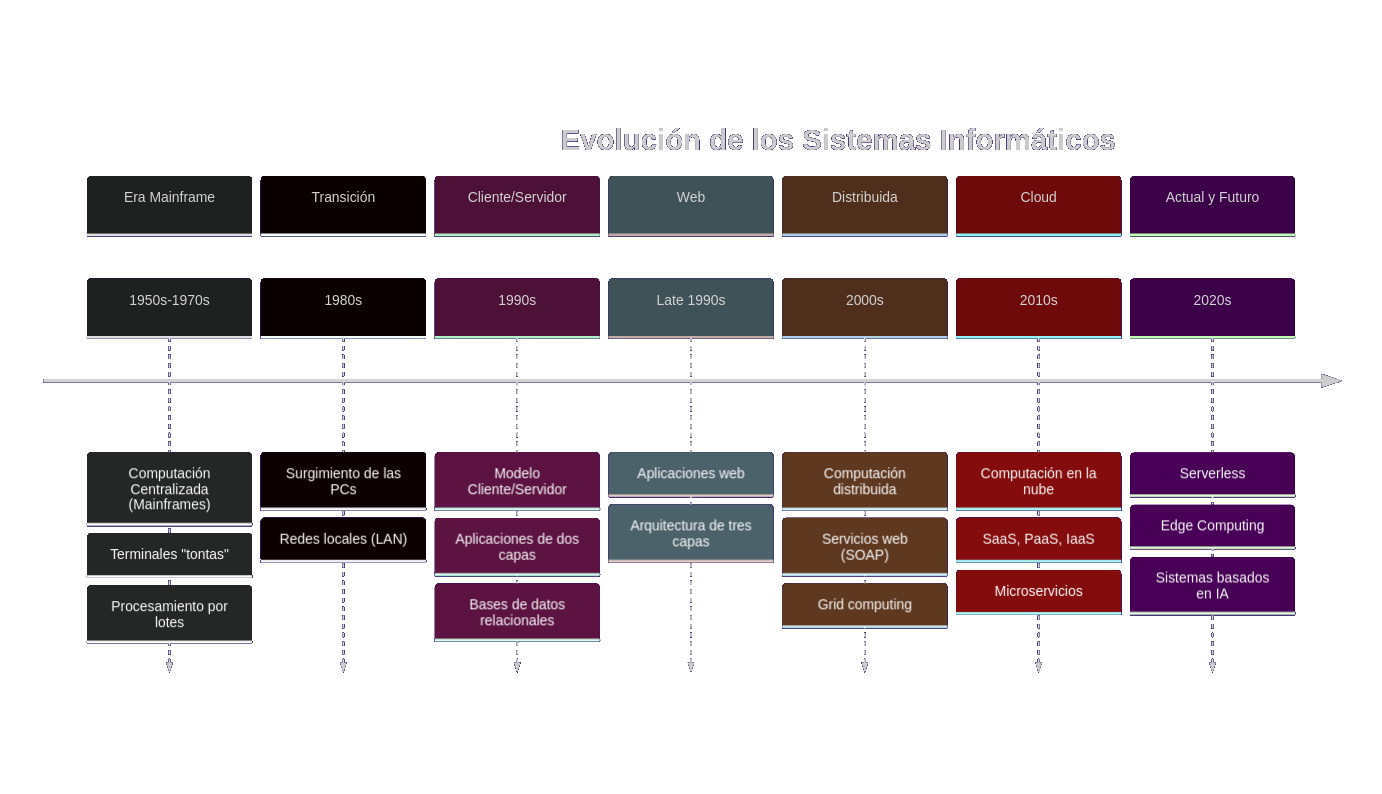 Evolución de los Sistemas Informáticos
Era Mainframe
Transición
Cliente/Servidor
Web
Distribuida
Cloud
Actual y Futuro
1950s-1970s
1980s
1990s
Late 1990s
2000s
2010s
2020s
Computación
Centralizada
(Mainframes)
Terminales "tontas"
Procesamiento por
lotes
Surgimiento de las
PCs
Redes locales (LAN)
Modelo
Cliente/Servidor
Aplicaciones de dos
capas
Bases de datos
relacionales
Aplicaciones web
Arquitectura de tres
capas
Computación
distribuida
Servicios web
(SOAP)
Grid computing
Computación en la
nube
SaaS, PaaS, IaaS
Microservicios
Serverless
Edge Computing
Sistemas basados
en IA